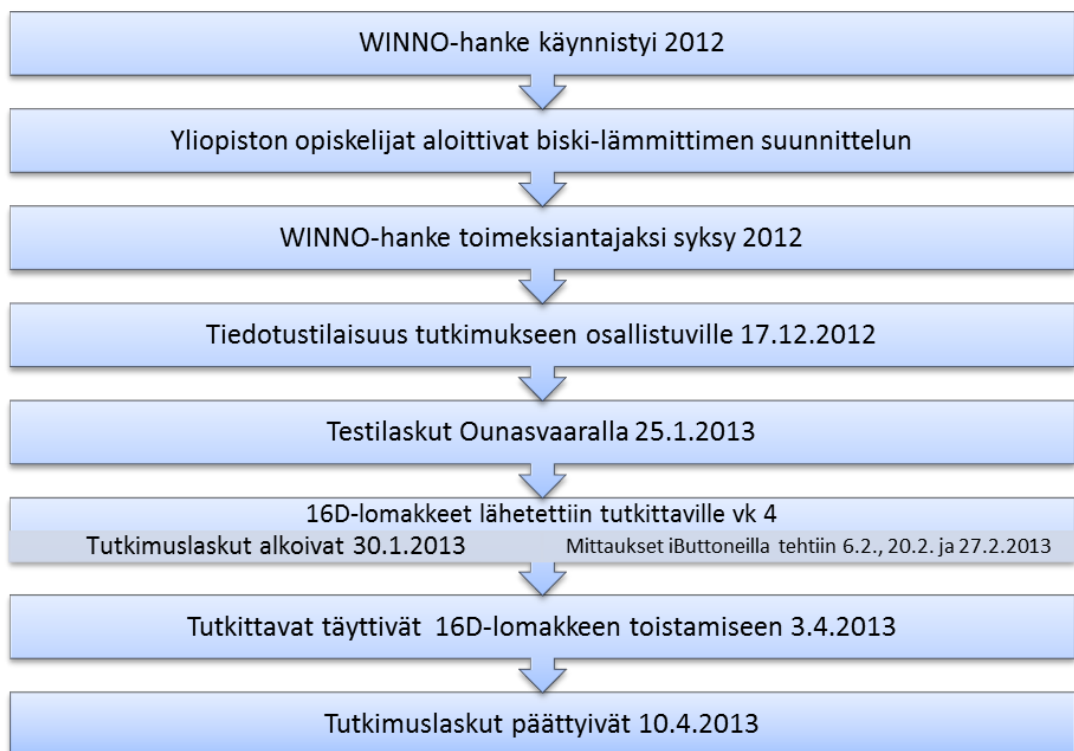 WINNO-hanke käynnistyi 2012
Yliopiston opiskelijat aloittivat biski-lämmittimen suunnittelun
WINNO-hanke toimeksiantajaksi syksy 2012
Tiedotustilaisuus tutkimukseen osallistuville 17.12.2012
Testilaskut Ounasvaaralla 25.1.2013
16D-lomakkeet lähetettiin tutkittaville vk 4
Tutkimuslaskut alkoivat 30.1.2013
Mittaukset iButtoneilla tehtiin 6.2., 20.2. ja 27.2.2013
Tutkittavat täyttivät 16D-lomakkeen toistamiseen 3.4.2013
Tutkimuslaskut päättyivät 10.4.2013